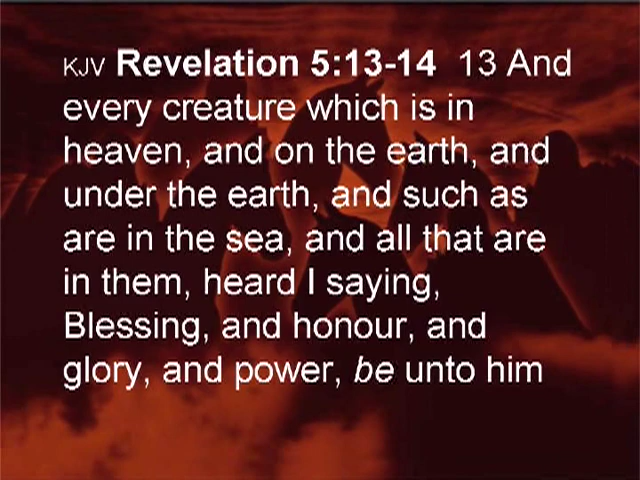 KJV Revelation 5:13-14 13 And
every creature which is in
heaven, and on the earth, and
under the earth, and such as
are in the sea, and all that are
in them, heard I saying,
Blessing, and honour, and
glory, and power, be unto him